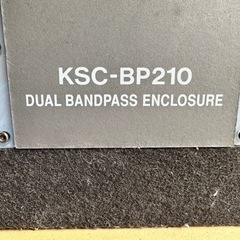 KSC-BP210
DUAL BANDPASS ENCLOSURE